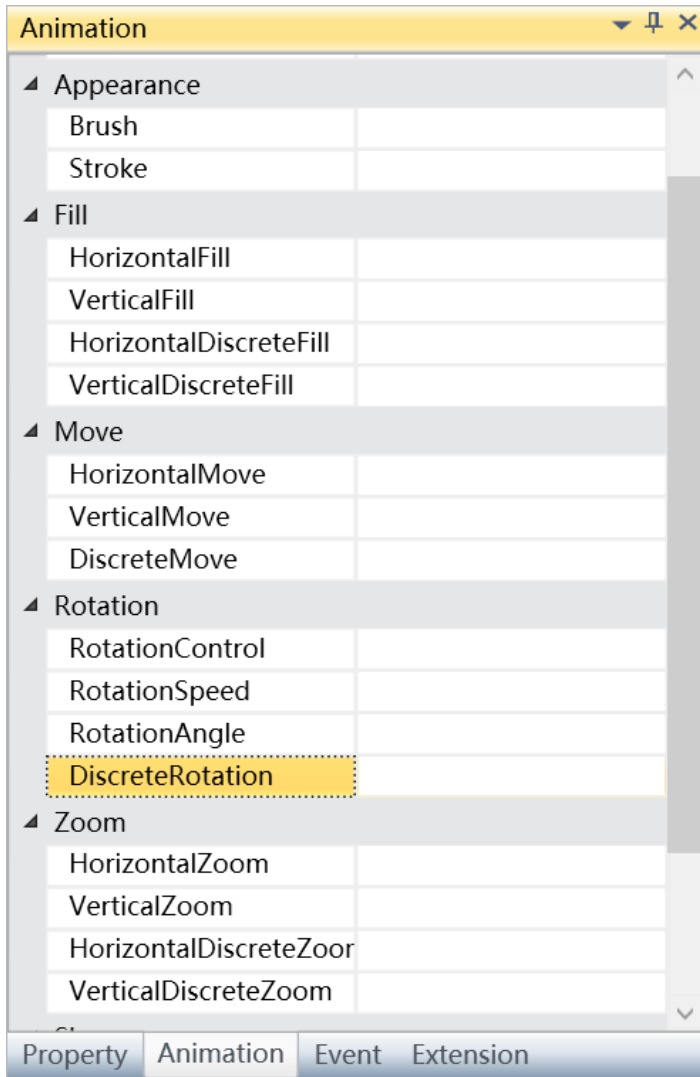 Animation
Appearance
Brush
Stroke
Fill
HorizontalFill
VerticalFill
HorizontalDiscreteFill
VerticalDiscreteFill
Move
HorizontalMove
VerticalMove
DiscreteMove
Rotation
RotationControl
RotationSpeed
RotationAngle
DiscreteRotation
Zoom
HorizontalZoom
VerticalZoom
HorizontalDiscreteZoor
VerticalDiscreteZoom
Property Animation Event Extension